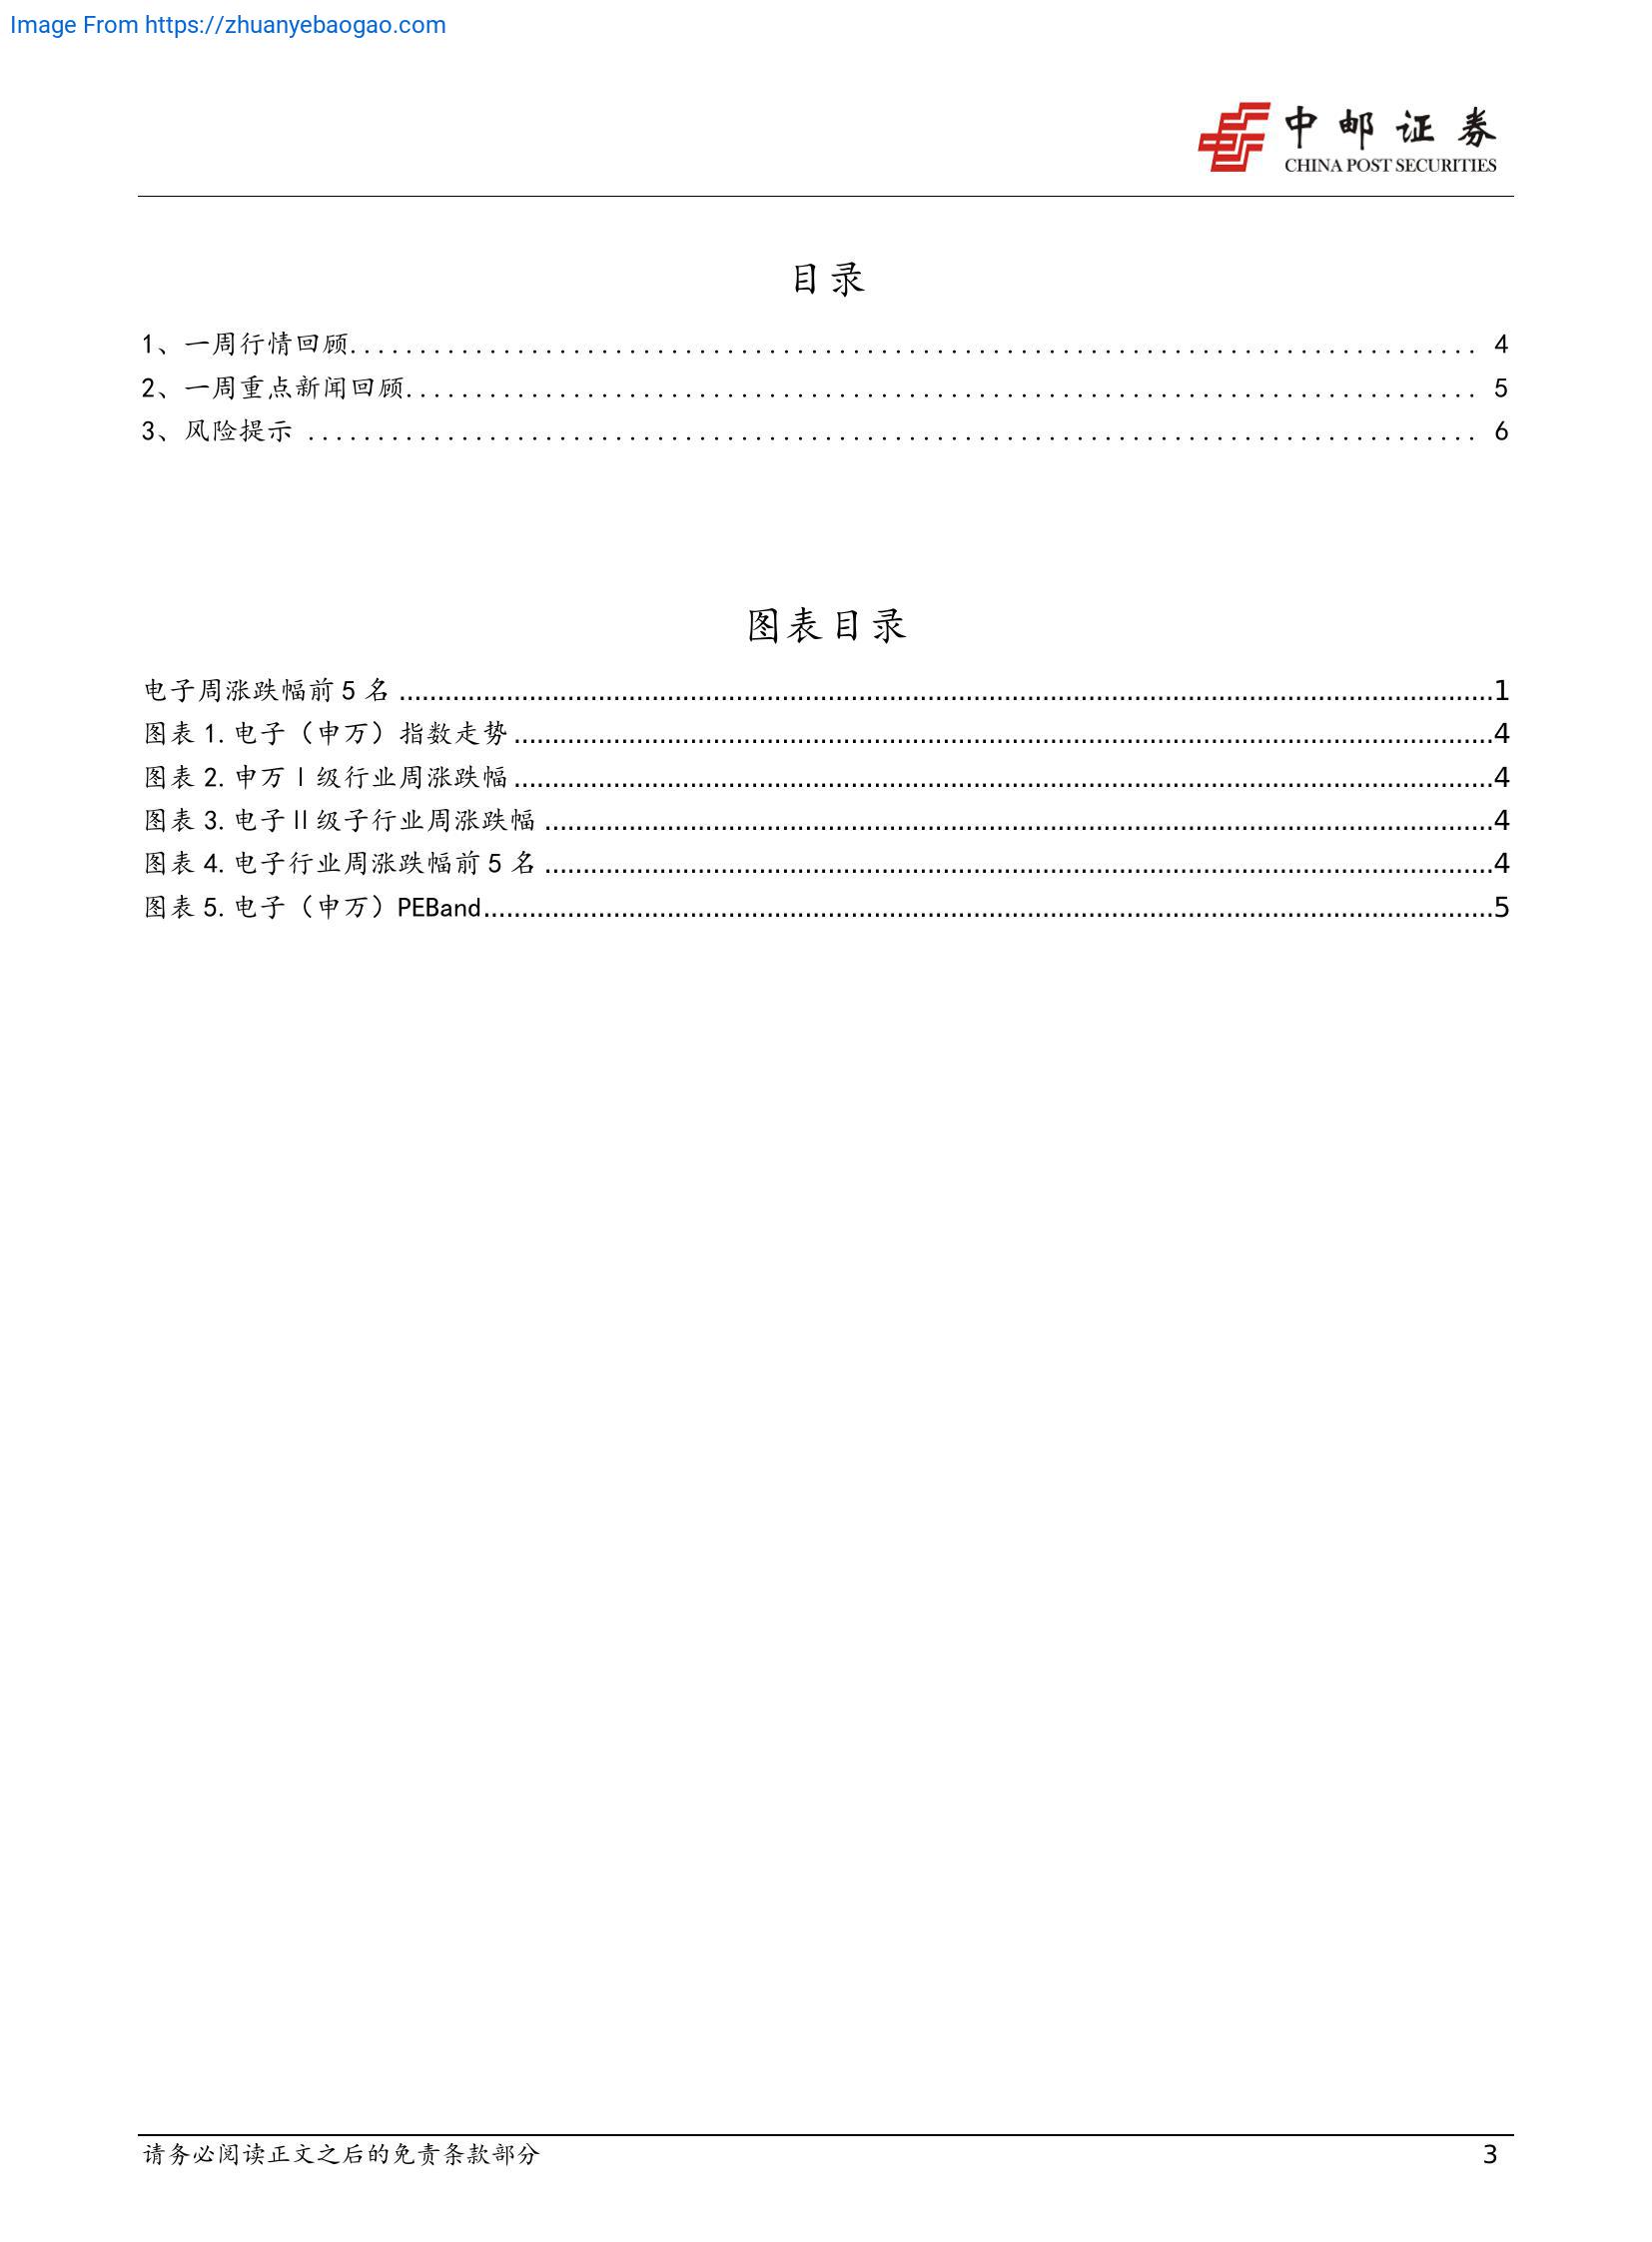 Image From https://zhuanyebaogao.com
中邮证券
CHINA POST SECURITIES
目录
1、一周行情回顾................................................................................. 4
2、一周重点新闻回顾............................................................................. 5
3、风险提示 .................................................................................... 6
图表目录
电子周涨跌幅前 5 名 ................................................................................1
图表 1.电子（申万）指数走势................................................................................4
图表 2.申万Ⅰ级行业周涨跌幅................................................................................4
图表 3.电子Ⅱ级子行业周涨跌幅 ................................................................................4
图表 4.电子行业周涨跌幅前 5 名 ................................................................................4
图表 5.电子（申万）PEBand................................................................................5
请务必阅读正文之后的免责条款部分 3